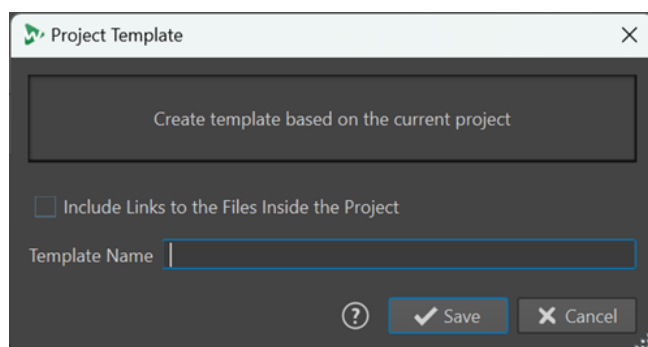 Project Template
Create template based on the current project
Include Links to the Files Inside the Project
Template Name
? Save Cancel